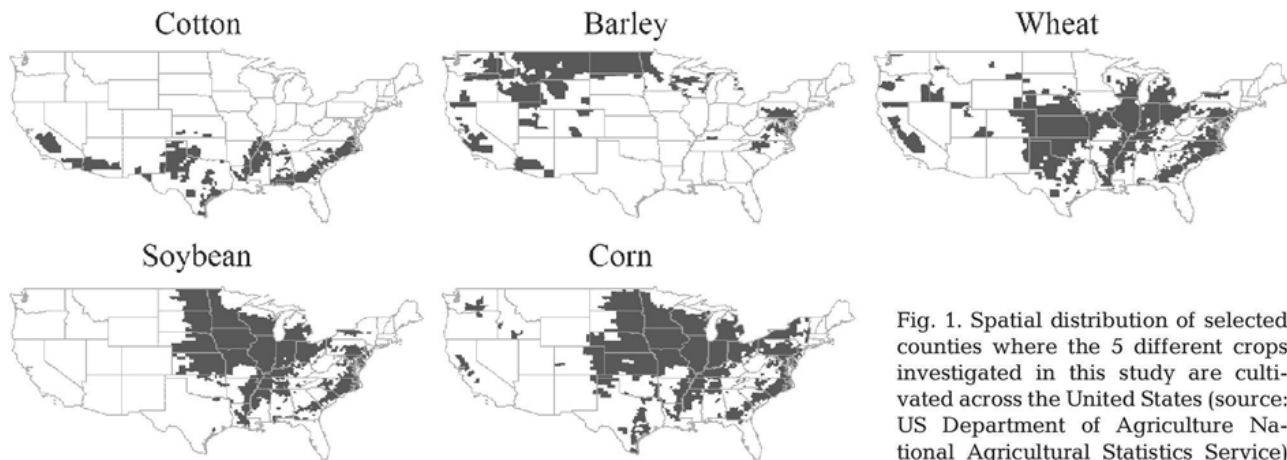 Cotton
Barley
Wheat
Soybean
Corn
Fig. 1. Spatial distribution of selected
counties where the 5 different crops
investigated in this study are culti-
vated across the United States (source:
US Department of Agriculture Na-
tional Agricultural Statistics Service)